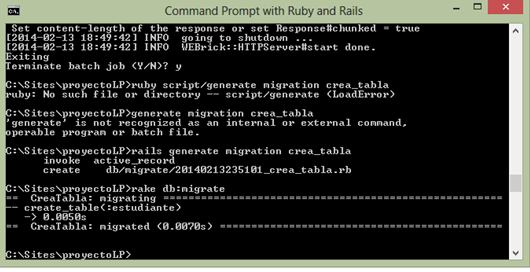 Command Prompt with Ruby and Rails
Set content-length of the response or set Response#chunked = true
[2014-02-13 18:49:42] INFO  going to shutdown ...
[2014-02-13 18:49:42] INFO  WEBrick::HTTPServer#start done.
Exiting
Terminate batch job (Y/N)? y
C:\Sites\proyectoLP>ruby script/generate migration crea_tabla
ruby: No such file or directory -- script/generate (LoadError)
C:\Sites\proyectoLP>generate migration crea_tabla
'generate' is not recognized as an internal or external command,
operable program or batch file.
C:\Sites\proyectoLP>rails generate migration crea_tabla
invoke  active_record
create    db/migrate/20140213235101_crea_tabla.rb
C:\Sites\proyectoLP>rake db:migrate
==  CreaTabla: migrating ====================================================
-- create_table(:estudiante)
-> 0.0050s
==  CreaTabla: migrated (0.0070s) ===========================================
C:\Sites\proyectoLP>